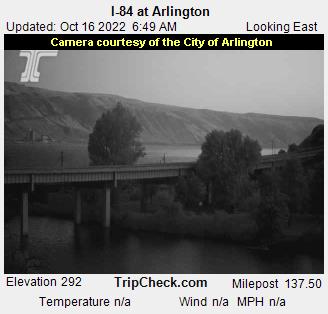 I-84 at Arlington
Updated: Oct 16 2022 6:49 AM Looking East
Camera courtesy of the City of Arlington
Elevation 292 TripCheck.com Milepost 137.50
Temperature n/a Wind n/a MPH n/a